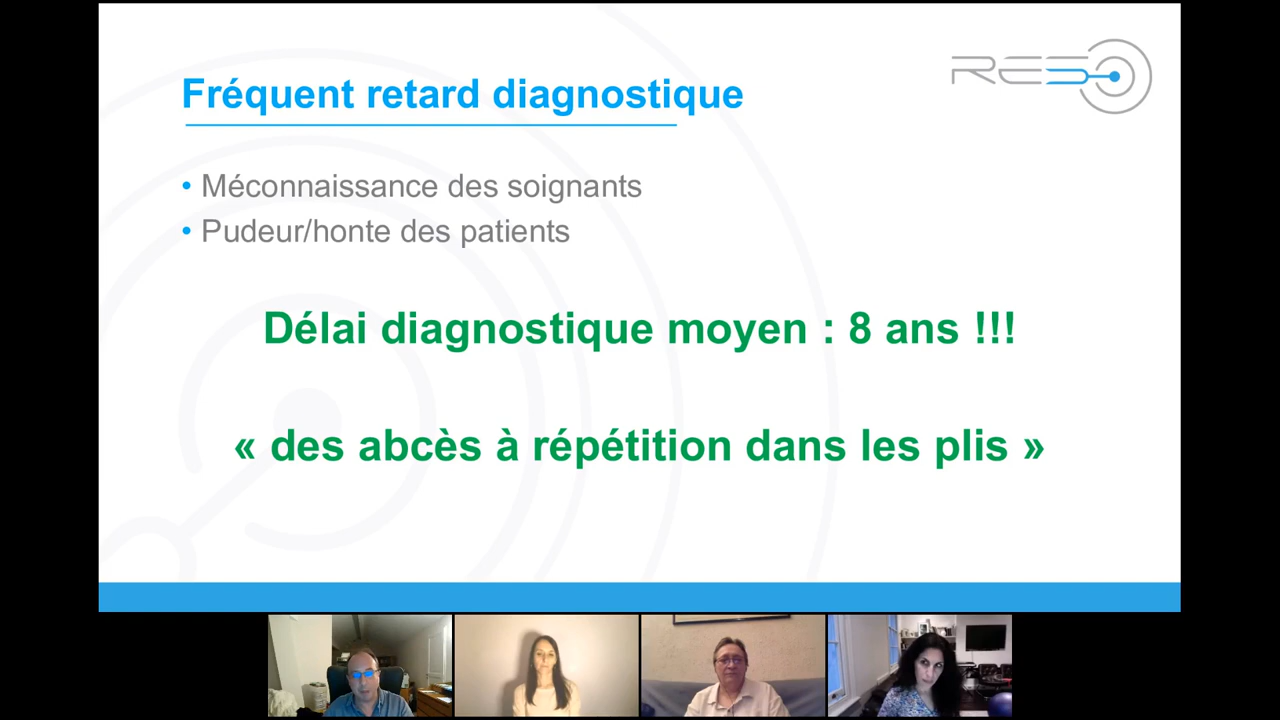 Fréquent retard diagnostique
RESO
• Méconnaissance des soignants
• Pudeur/honte des patients
Délai diagnostique moyen : 8 ans !!!
« des abcès à répétition dans les plis »